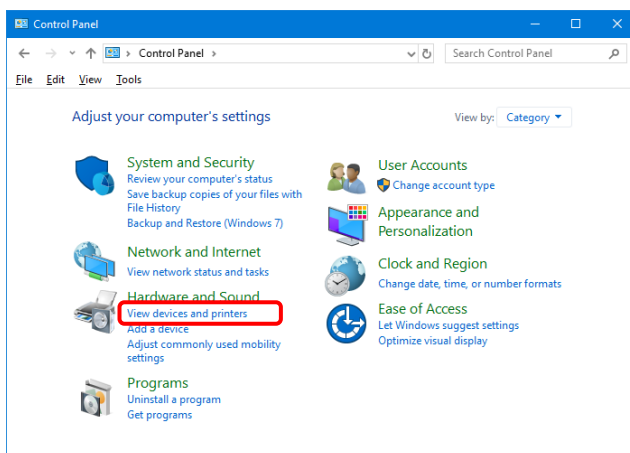 Control Panel
Control Panel
Search Control Panel
File Edit View Tools
Adjust your computer's settings
View by: Category
System and Security
Review your computer's status
Save backup copies of your files with
File History
Backup and Restore (Windows 7)
Network and Internet
View network status and tasks
Hardware and Sound
View devices and printers
Add a device
Adjust commonly used mobility
settings
Programs
Uninstall a program
Get programs
User Accounts
Change account type
Appearance and
Personalization
Clock and Region
Change date, time, or number formats
Ease of Access
Let Windows suggest settings
Optimize visual display